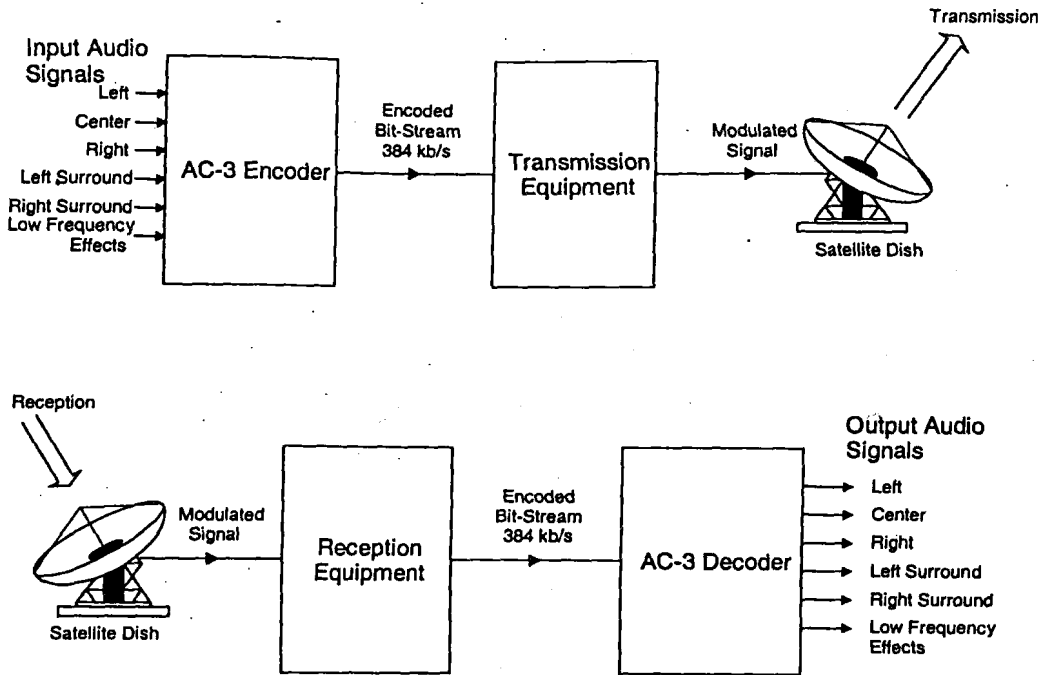 Transmission
Input Audio
Signals
Left
Center
Right
Left Surround
Right Surround
Low Frequency
Effects
AC-3 Encoder
Encoded
Bit-Stream
384 kb/s
Transmission
Equipment
Modulated
Signal
Satellite Dish
Reception
Satellite Dish
Modulated
Signal
Reception
Equipment
Encoded
Bit-Stream
384 kb/s
AC-3 Decoder
Output Audio
Signals
Left
Center
Right
Left Surround
Right Surround
Low Frequency
Effects